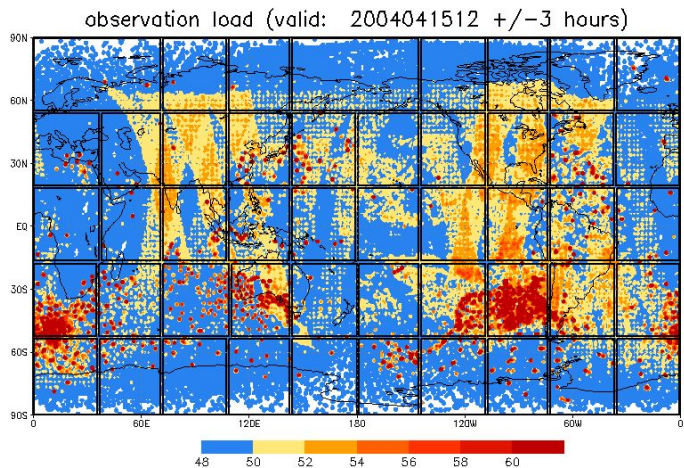 observation load (valid: 2004041512 +/−3 hours)
90N
60N
30N
EQ
30S
60S
90S
0 60E 120E 180 120W 60W 0
48 50 52 54 56 58 60